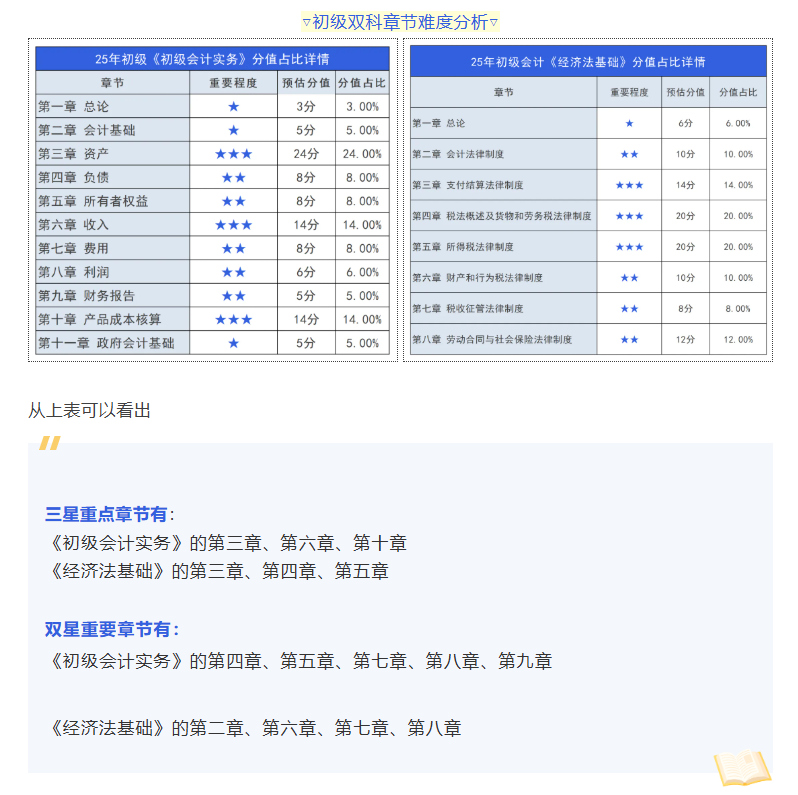 ▿初级双科章节难度分析▿
25年初级《初级会计实务》分值占比详情
章节 重要程度 预估分值 分值占比
第一章 总论 ★ 3分 3.00%
第二章 会计基础 ★ 5分 5.00%
第三章 资产 ★★★ 24分 24.00%
第四章 负债 ★★ 8分 8.00%
第五章 所有者权益 ★★ 8分 8.00%
第六章 收入 ★★★ 14分 14.00%
第七章 费用 ★★ 8分 8.00%
第八章 利润 ★★ 6分 6.00%
第九章 财务报告 ★★ 5分 5.00%
第十章 产品成本核算 ★★★ 14分 14.00%
第十一章 政府会计基础 ★ 5分 5.00%
25年初级会计《经济法基础》分值占比详情
章节 重要程度 预估分值 分值占比
第一章 总论 ★ 6分 6.00%
第二章 会计法律制度 ★★ 10分 10.00%
第三章 支付结算法律制度 ★★★ 14分 14.00%
第四章 税法概述及货物和劳务税法律制度 ★★★ 20分 20.00%
第五章 所得税法律制度 ★★★ 20分 20.00%
第六章 财产和行为税法律制度 ★★ 10分 10.00%
第七章 税收征管法律制度 ★★ 8分 8.00%
第八章 劳动合同与社会保险法律制度 ★★ 12分 12.00%
从上表可以看出
三星重点章节有:
《初级会计实务》的第三章、第六章、第十章
《经济法基础》的第三章、第四章、第五章
双星重要章节有：
《初级会计实务》的第四章、第五章、第七章、第八章、第九章
《经济法基础》的第二章、第六章、第七章、第八章